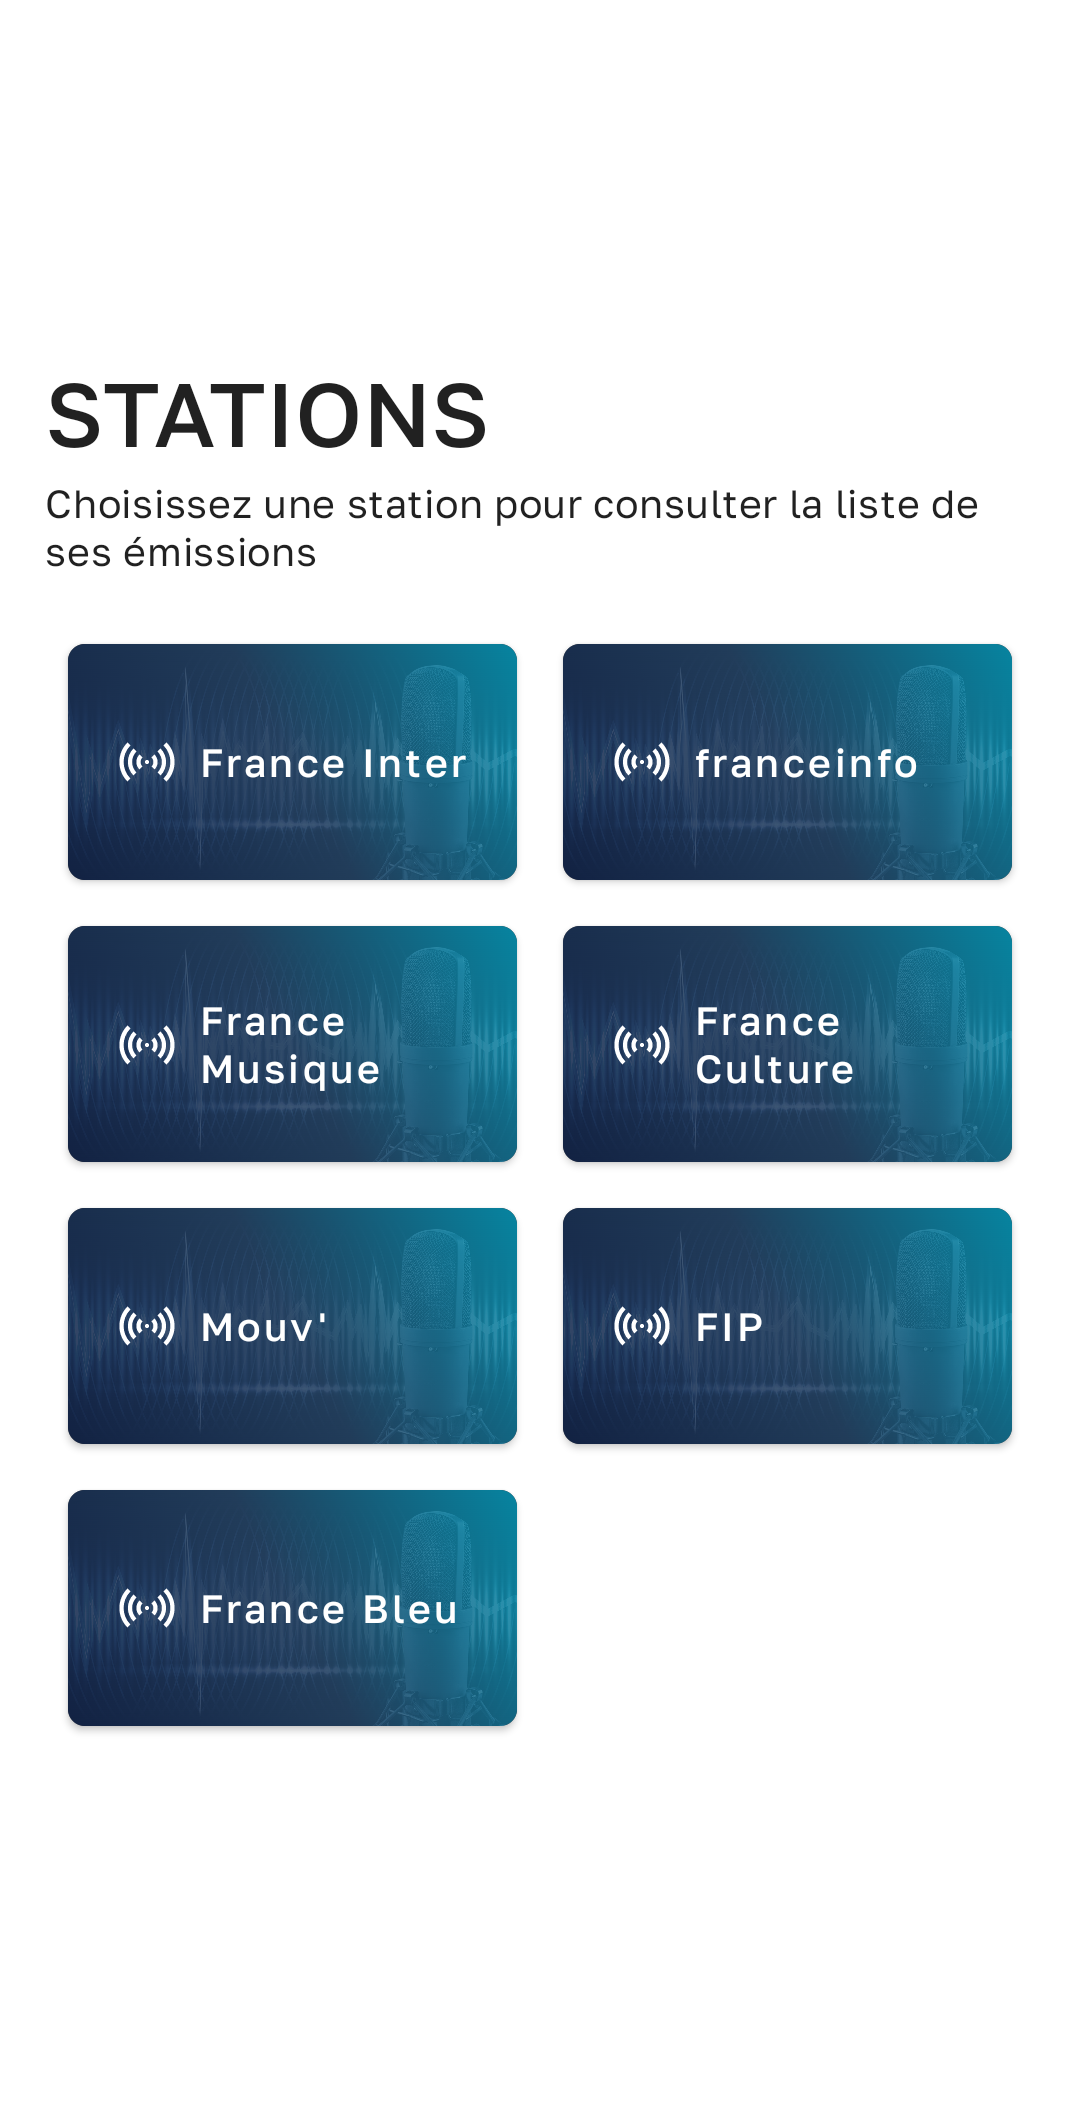 STATIONS
Choisissez une station pour consulter la liste de
ses émissions
France Inter
franceinfo
France
Musique
France
Culture
Mouv'
FIP
France Bleu